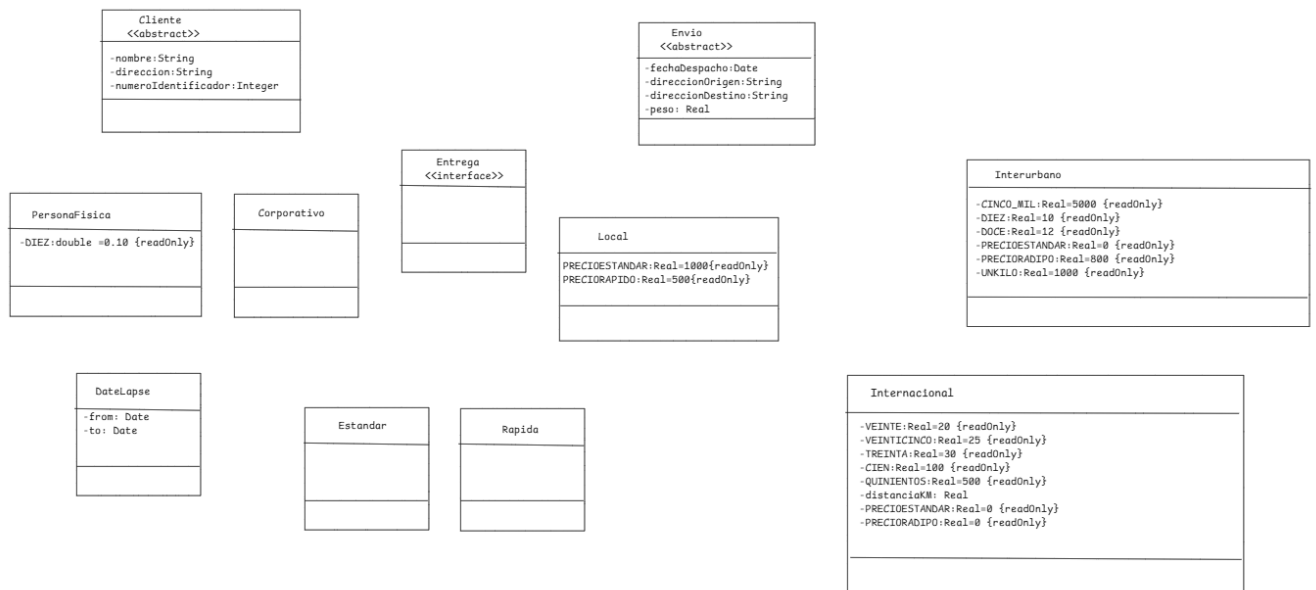 Cliente
<<abstract>>
-nombre:String
-direccion:String
-numeroIdentificador:Integer
Envio
<<abstract>>
-fechaDespacho:Date
-direccionOrigen:String
-direccionDestino:String
-peso: Real
Entrega
<<interface>>
Interurbano
-CINCO_MIL:Real=5000 {readOnly}
-DIEZ:Real=10 {readOnly}
-DOCE:Real=12 {readOnly}
-PRECIOESTANDAR:Real=0 {readOnly}
-PRECIORADIPO:Real=800 {readOnly}
-UNKILO:Real=1000 {readOnly}
PersonaFisica
-DIEZ:double =0.10 {readOnly}
Corporativo
Local
PRECIOESTANDAR:Real=1000{readOnly}
PRECIORAPIDO:Real=500{readOnly}
DateLapse
-from: Date
-to: Date
Estandar
Rapida
Internacional
-VEINTE:Real=20 {readOnly}
-VEINTICINCO:Real=25 {readOnly}
-TREINTA:Real=30 {readOnly}
-CIEN:Real=100 {readOnly}
-QUINIENTOS:Real=500 {readOnly}
-distanciaKM: Real
-PRECIOESTANDAR:Real=0 {readOnly}
-PRECIORADIPO:Real=0 {readOnly}